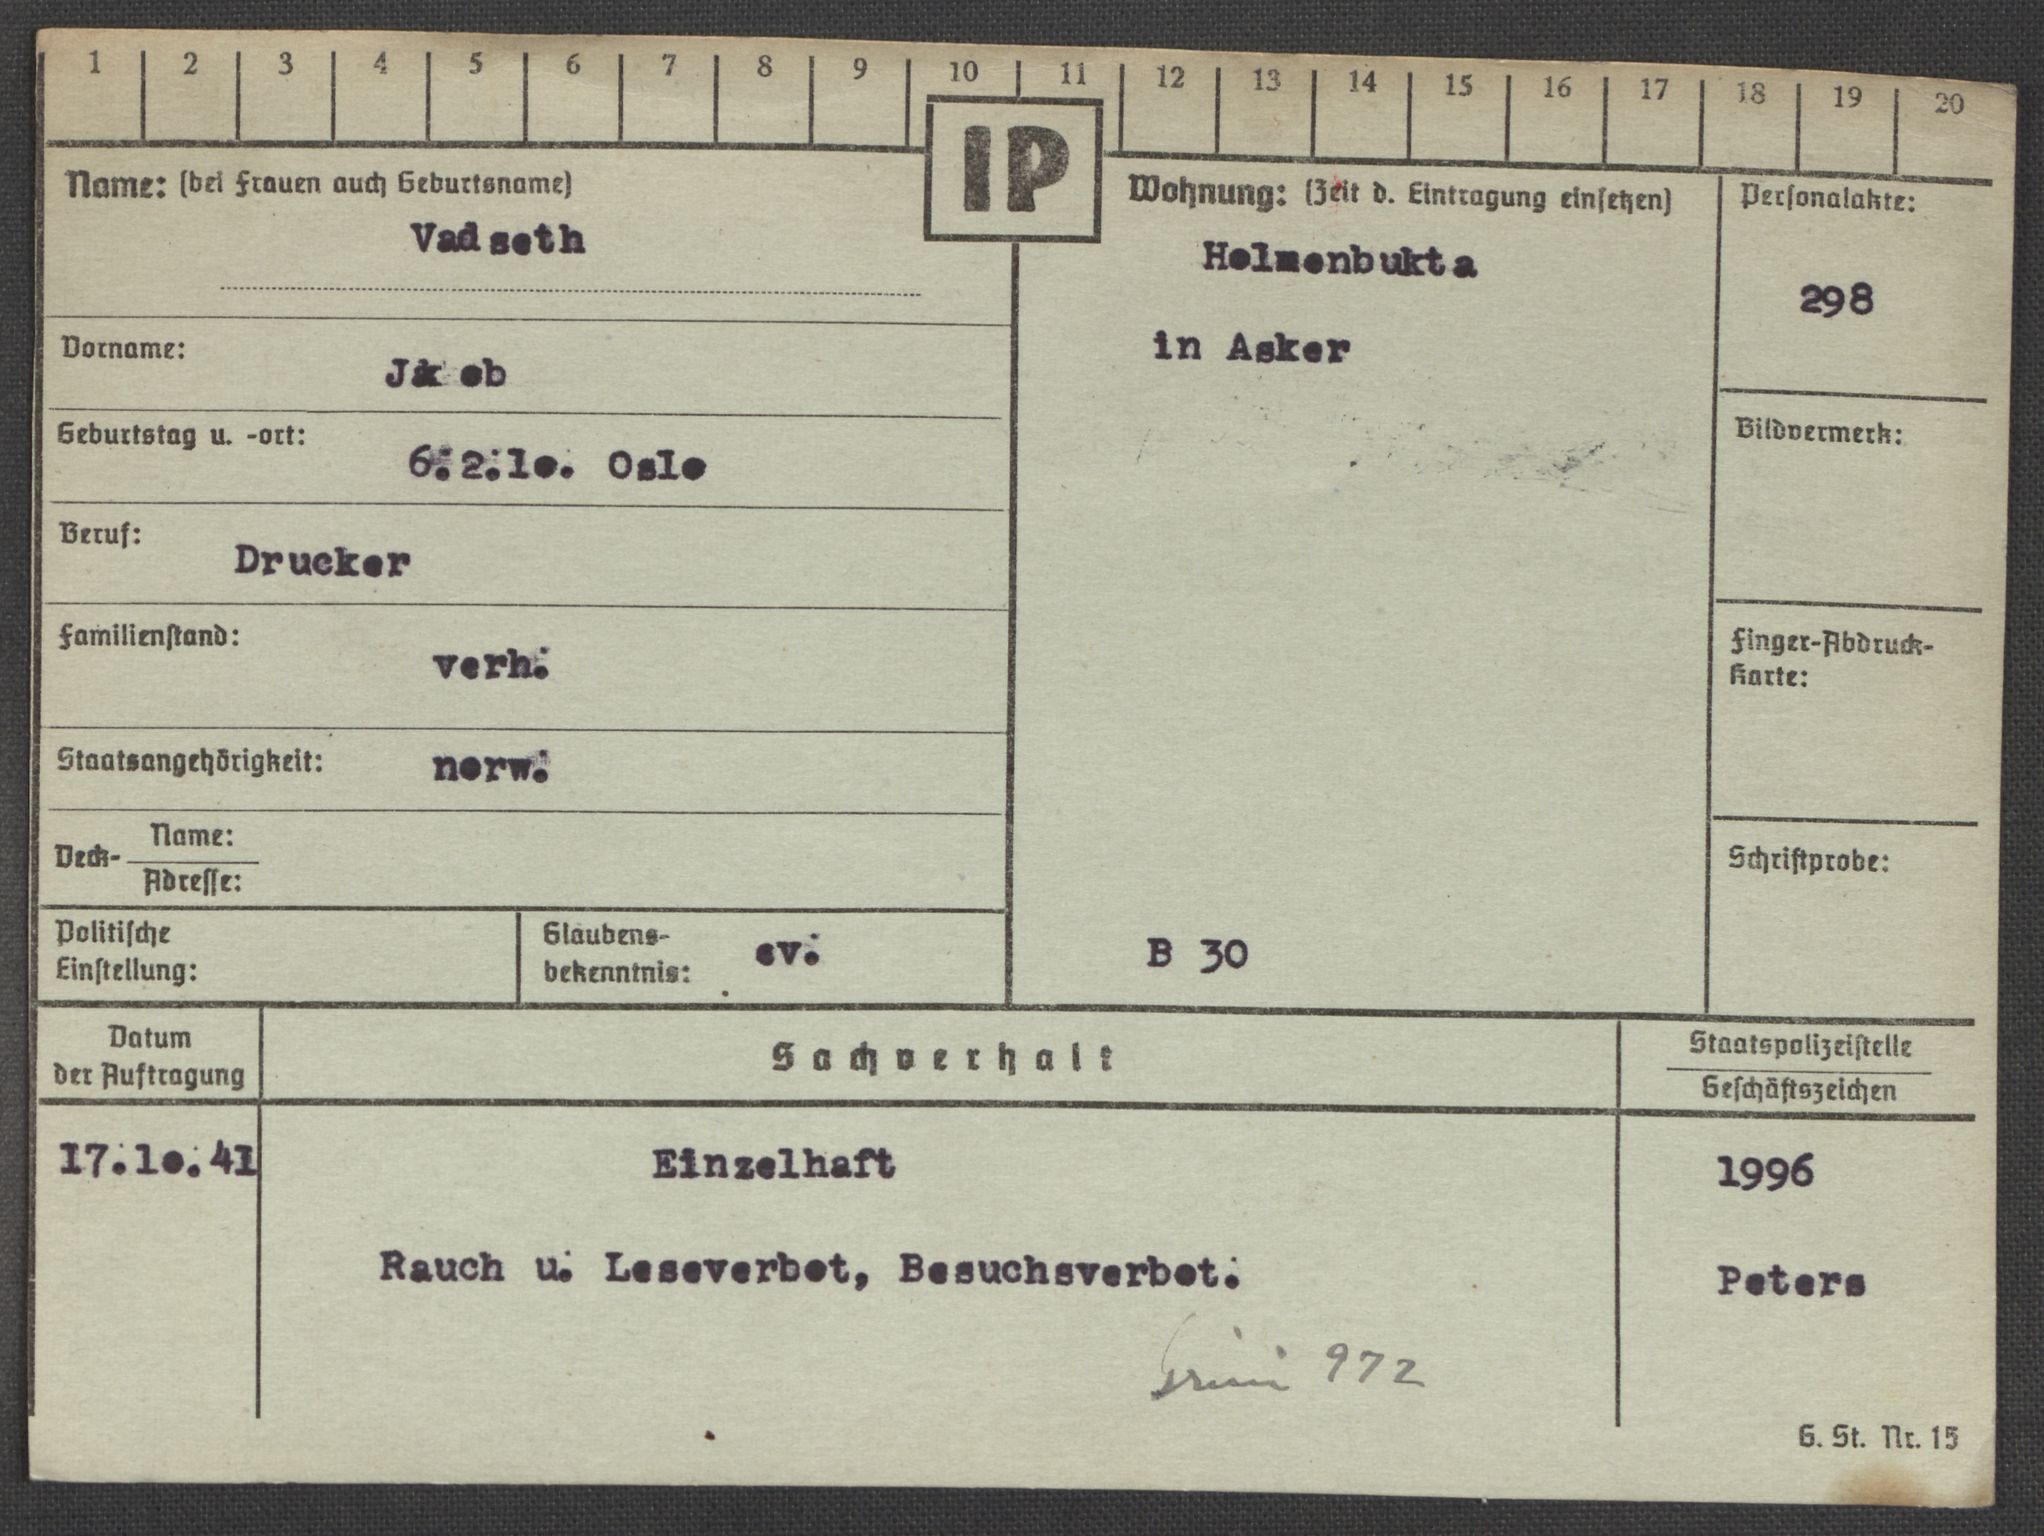 1 2 3 4 5 6 7 8 9 10 11 12 13 14 15 16 17 18 19 20
IP
Name: (bei Frauen auch Geburtsname)
Vadseth
Vorname:
Jakob
Geburtstag u. -ort:
6.2.1o. Oslo
Beruf:
Drucker
Familienstand:
verh.
Staatsangehörigkeit:
norw.
Deck-
Name:
Adresse:
Politische
Einstellung:
Glaubens-
bekenntnis:
ev.
Wohnung: (Zeit d. Eintragung einsetzen)
Holmenbukta
in Asker
B 30
Personalakte:
298
Bildvermerk:
Finger-Abdruck-
Karte:
Schriftprobe:
Datum
der Auftragung
Sachverhalt
Staatspolizeistelle
Geschäftszeichen
17.1o.41
Einzelhaft
1996
Rauch u. Leseverbot, Besuchsverbot.
Peters
Grini 972
G. St. Nr. 15